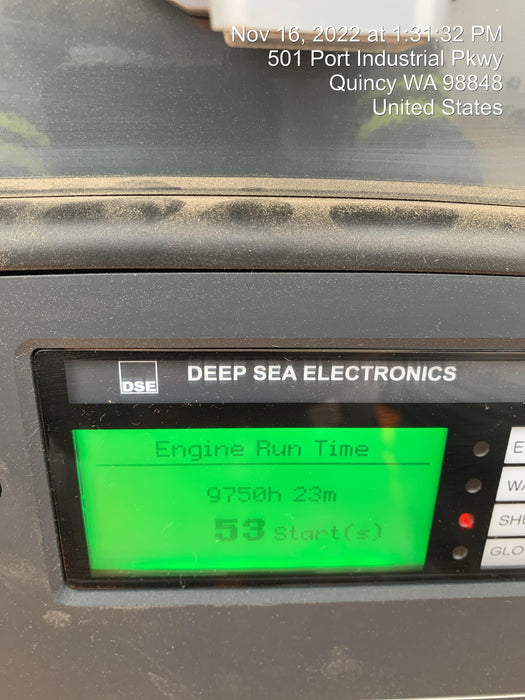 Nov 16, 2022 at 1:31:32 PM
501 Port Industrial Pkwy
Quincy WA 98848
United States
DSE DEEP SEA ELECTRONICS
Engine Run Time
9750h 23m
53 Start(s)